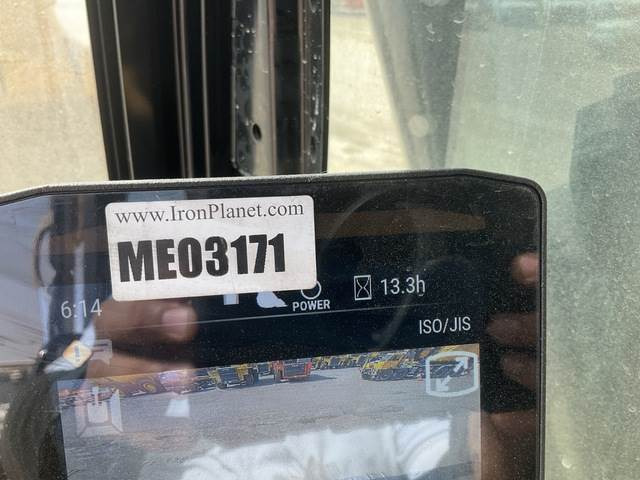 www.IronPlanet.com
ME03171
6:14
POWER
13.3h
ISO/JIS